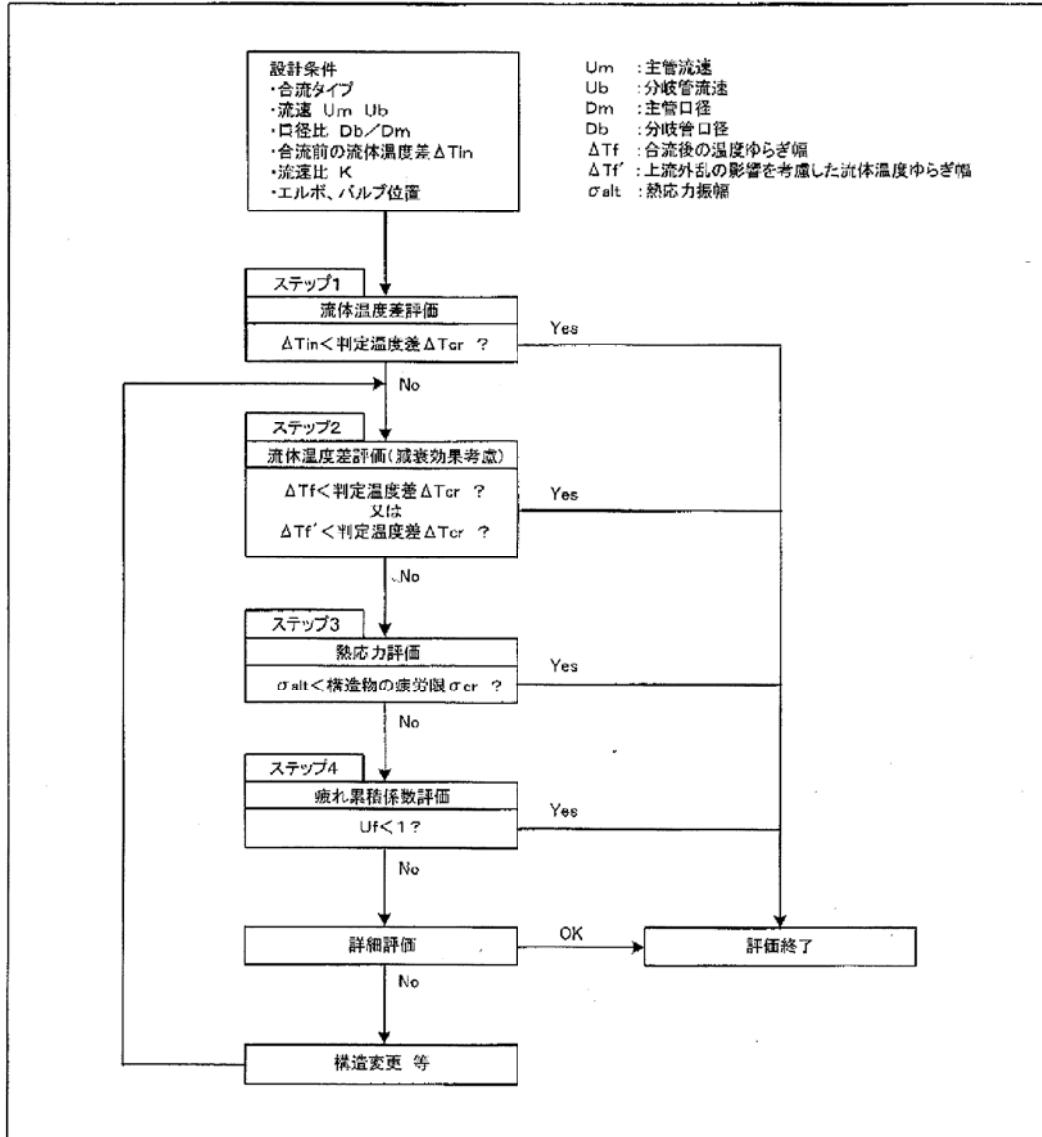 設計条件
・合流タイプ
・流速 Um Ub
・口径比 Db/Dm
・合流前の流体温度差ΔTin
・流速比 K
・エルボ、バルブ位置
Um :主管流速
Ub :分岐管流速
Dm :主管口径
Db :分岐管口径
ΔTf :合流後の温度ゆらぎ幅
ΔTf´ :上流外乱の影響を考慮した流体温度ゆらぎ幅
σalt :熱応力振幅
ステップ1
流体温度差評価
ΔTin<判定温度差ΔTcr ?
Yes
No
ステップ2
流体温度差評価(減衰効果考慮)
ΔTf<判定温度差ΔTcr ?
又は
ΔTf´<判定温度差ΔTcr ?
Yes
No
ステップ3
熱応力評価
σalt<構造物の疲労限σcr ?
Yes
No
ステップ4
疲れ累積係数評価
Uf<1?
Yes
No
詳細評価
OK
評価終了
No
構造変更 等